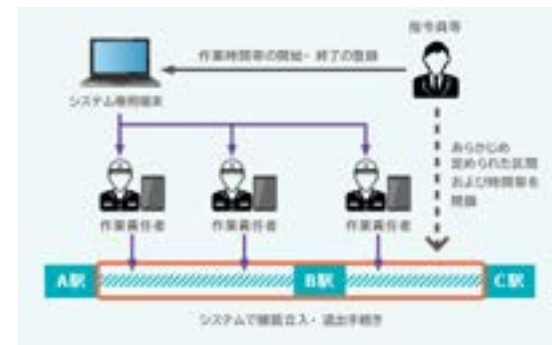 指令員等
作業時間帯の開始・終了の登録
システム専用端末
あらかじめ
定められた区間
および時間帯を
作業責任者
作業責任者
作業責任者
A駅
B駅
C駅
システムで線路立入・退出手続き